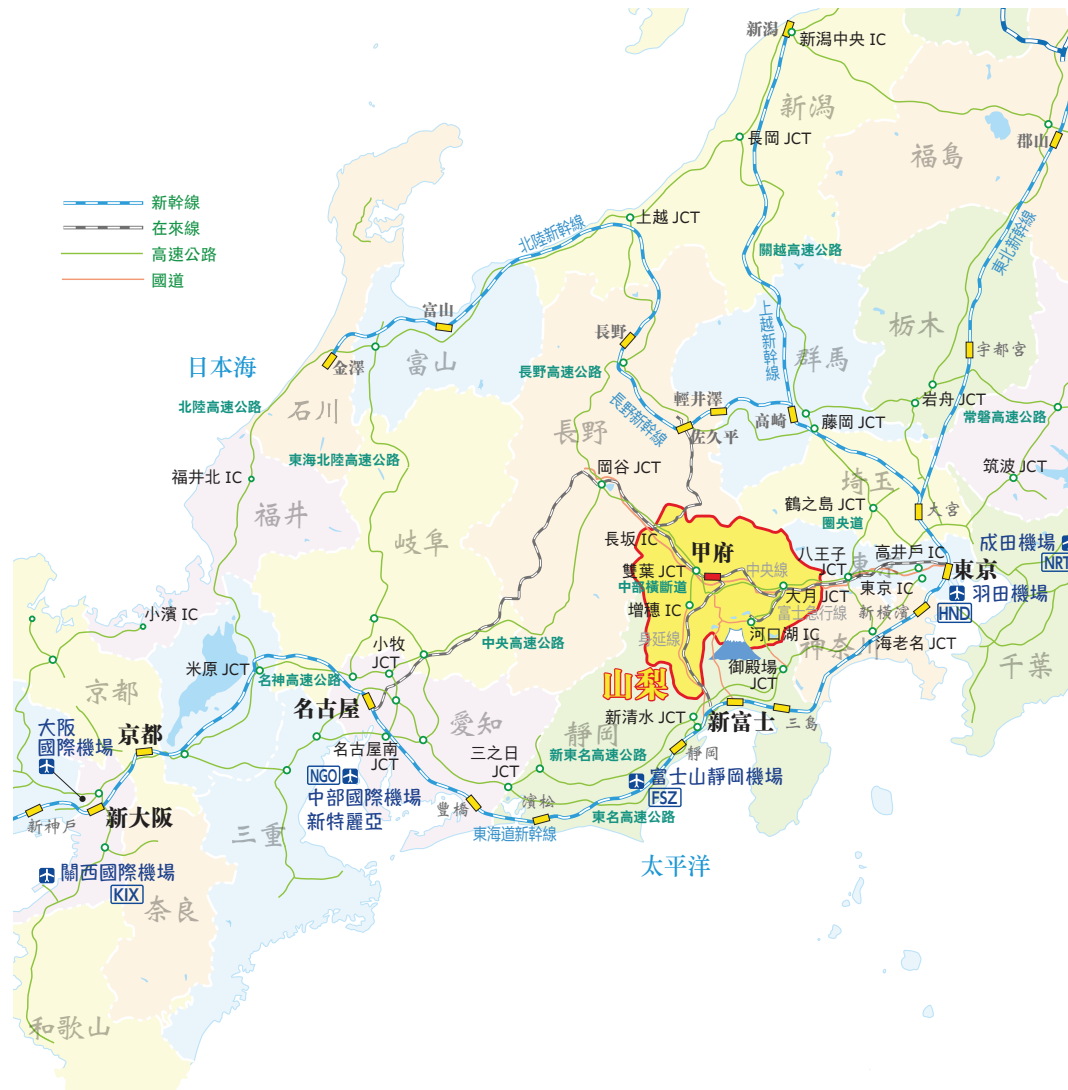 新潟
新潟中央 IC
新潟
長岡 JCT
郡山
福島
新幹線
在來線
高速公路
國道
上越 JCT
北陸新幹線
關越高速公路
東北新幹線
富山
長野
上越新幹線
栃木
宇都宮
日本海
金澤
富山
長野高速公路
群馬
北陸高速公路
石川
長野新幹線
輕井澤
高崎
岩舟 JCT
常磐高速公路
長野
佐久平
藤岡 JCT
東海北陸高速公路
福井北 IC
岡谷 JCT
筑波 JCT
埼玉
福井
鶴之島 JCT
圈央道
大宮
岐阜
長坂 IC
甲府
八王子
JCT
高井戶 IC
成田機場
NRT
雙葉 JCT
中央線
東京
東京
中部橫斷道
大月 JCT
東京 IC
羽田機場
HND
小濱 IC
增穗 IC
富士急行線
新橫濱
身延線
河口湖 IC
神奈川
海老名 JCT
小牧
JCT
中央高速公路
米原 JCT
名神高速公路
御殿場
JCT
千葉
京都
山梨
名古屋
愛知
靜岡
新清水 JCT
新富士
三島
大阪
國際機場
京都
名古屋南
JCT
三之日
JCT
新東名高速公路
靜岡
NGO
中部國際機場
新特麗亞
富士山靜岡機場
FSZ
豐橋
濱松
東名高速公路
新神戶
新大阪
三重
東海道新幹線
太平洋
關西國際機場
KIX
奈良
和歌山